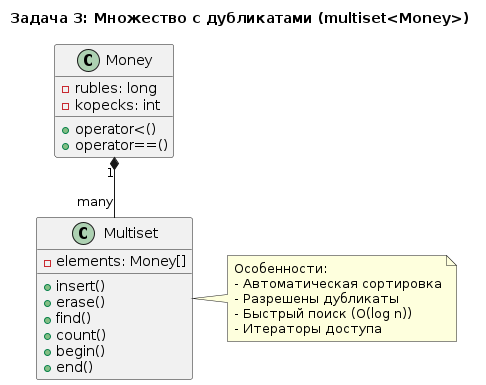 Задача 3: Множество с дубликатами (multiset<Money>)
C Money
rubles: long
kopecks: int
operator<()
operator==()
1
many
C Multiset
elements: Money[]
insert()
erase()
find()
count()
begin()
end()
Особенности:
- Автоматическая сортировка
- Разрешены дубликаты
- Быстрый поиск (O(log n))
- Итераторы доступа